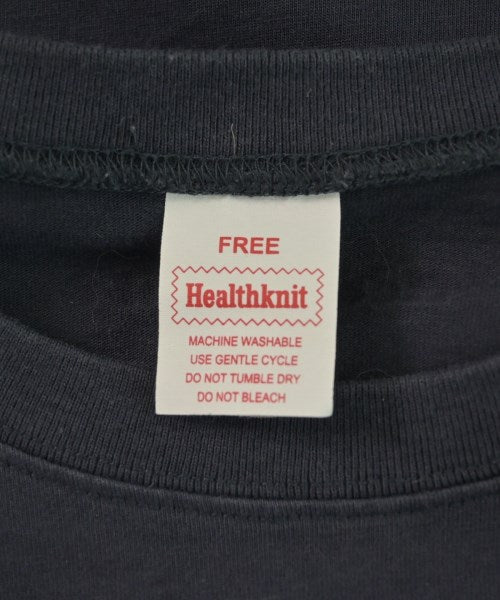 FREE
Healthknit
MACHINE WASHABLE
USE GENTLE CYCLE
DO NOT TUMBLE DRY
DO NOT BLEACH